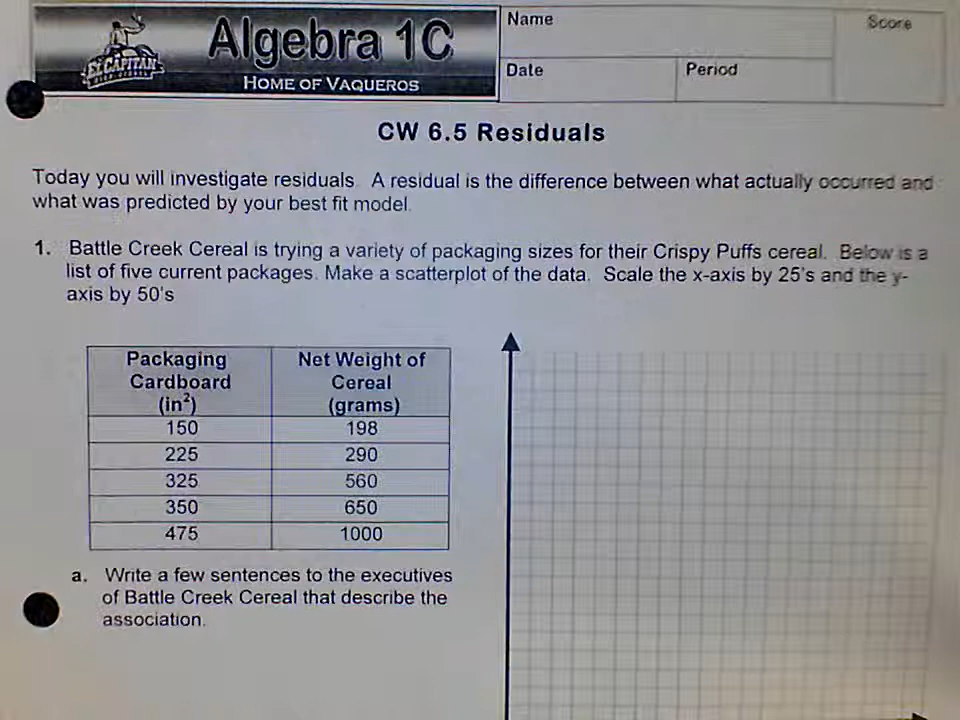 EL CAPITAN
Algebra 1C
HOME OF VAQUEROS
Name
Score
Date
Period
CW 6.5 Residuals
Today you will investigate residuals. A residual is the difference between what actually occurred and
what was predicted by your best fit model.
1. Battle Creek Cereal is trying a variety of packaging sizes for their Crispy Puffs cereal. Below is a
list of five current packages. Make a scatterplot of the data. Scale the x-axis by 25's and the y-
axis by 50's
Packaging Cardboard (in²) Net Weight of Cereal (grams)
150 198
225 290
325 560
350 650
475 1000
a. Write a few sentences to the executives
of Battle Creek Cereal that describe the
association.